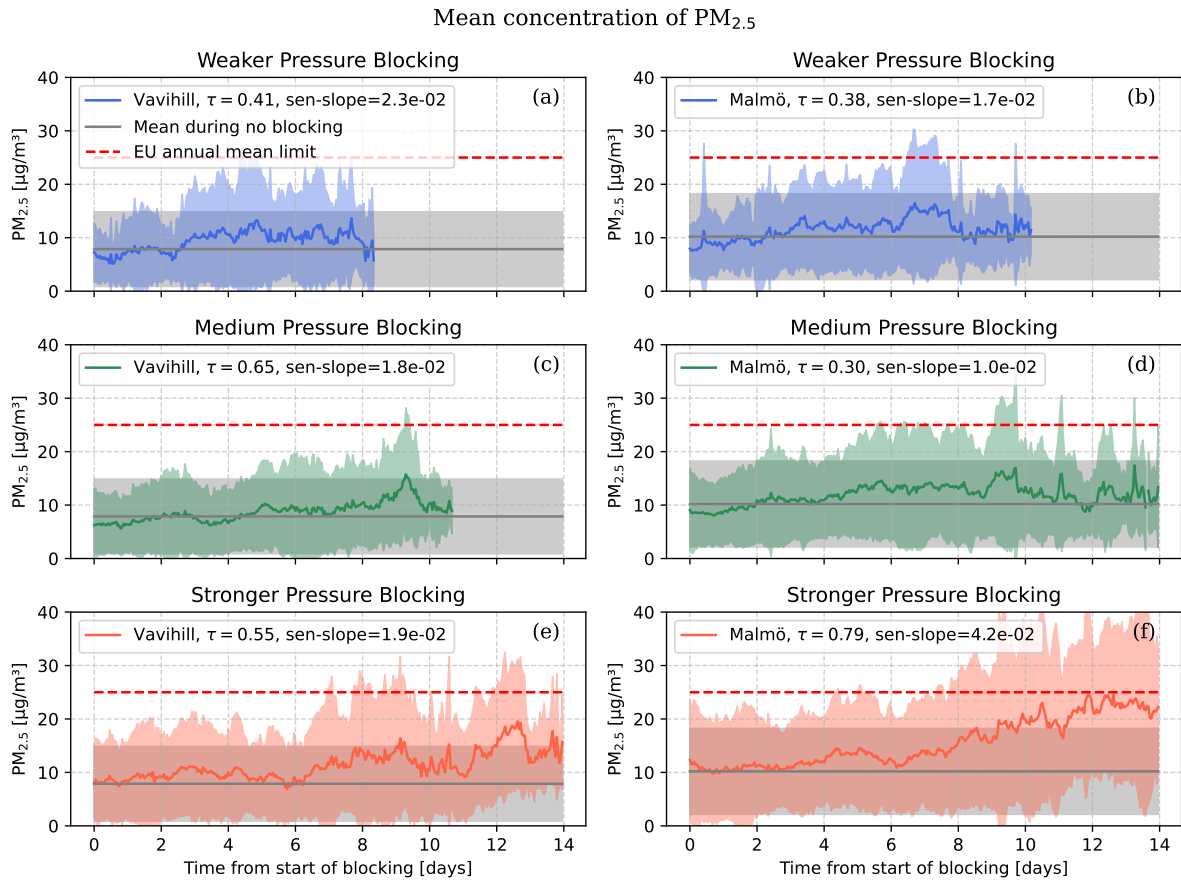 Mean concentration of PM2.5
Weaker Pressure Blocking
Vavihill, τ = 0.41, sen-slope=2.3e-02
Mean during no blocking
EU annual mean limit
(a)
PM2.5 [µg/m³]
40
30
20
10
0
Weaker Pressure Blocking
Malmö, τ = 0.38, sen-slope=1.7e-02
(b)
PM2.5 [µg/m³]
40
30
20
10
0
Medium Pressure Blocking
Vavihill, τ = 0.65, sen-slope=1.8e-02
(c)
PM2.5 [µg/m³]
40
30
20
10
0
Medium Pressure Blocking
Malmö, τ = 0.30, sen-slope=1.0e-02
(d)
PM2.5 [µg/m³]
40
30
20
10
0
Stronger Pressure Blocking
Vavihill, τ = 0.55, sen-slope=1.9e-02
(e)
PM2.5 [µg/m³]
40
30
20
10
0
0 2 4 6 8 10 12 14
Time from start of blocking [days]
Stronger Pressure Blocking
Malmö, τ = 0.79, sen-slope=4.2e-02
(f)
PM2.5 [µg/m³]
40
30
20
10
0
0 2 4 6 8 10 12 14
Time from start of blocking [days]